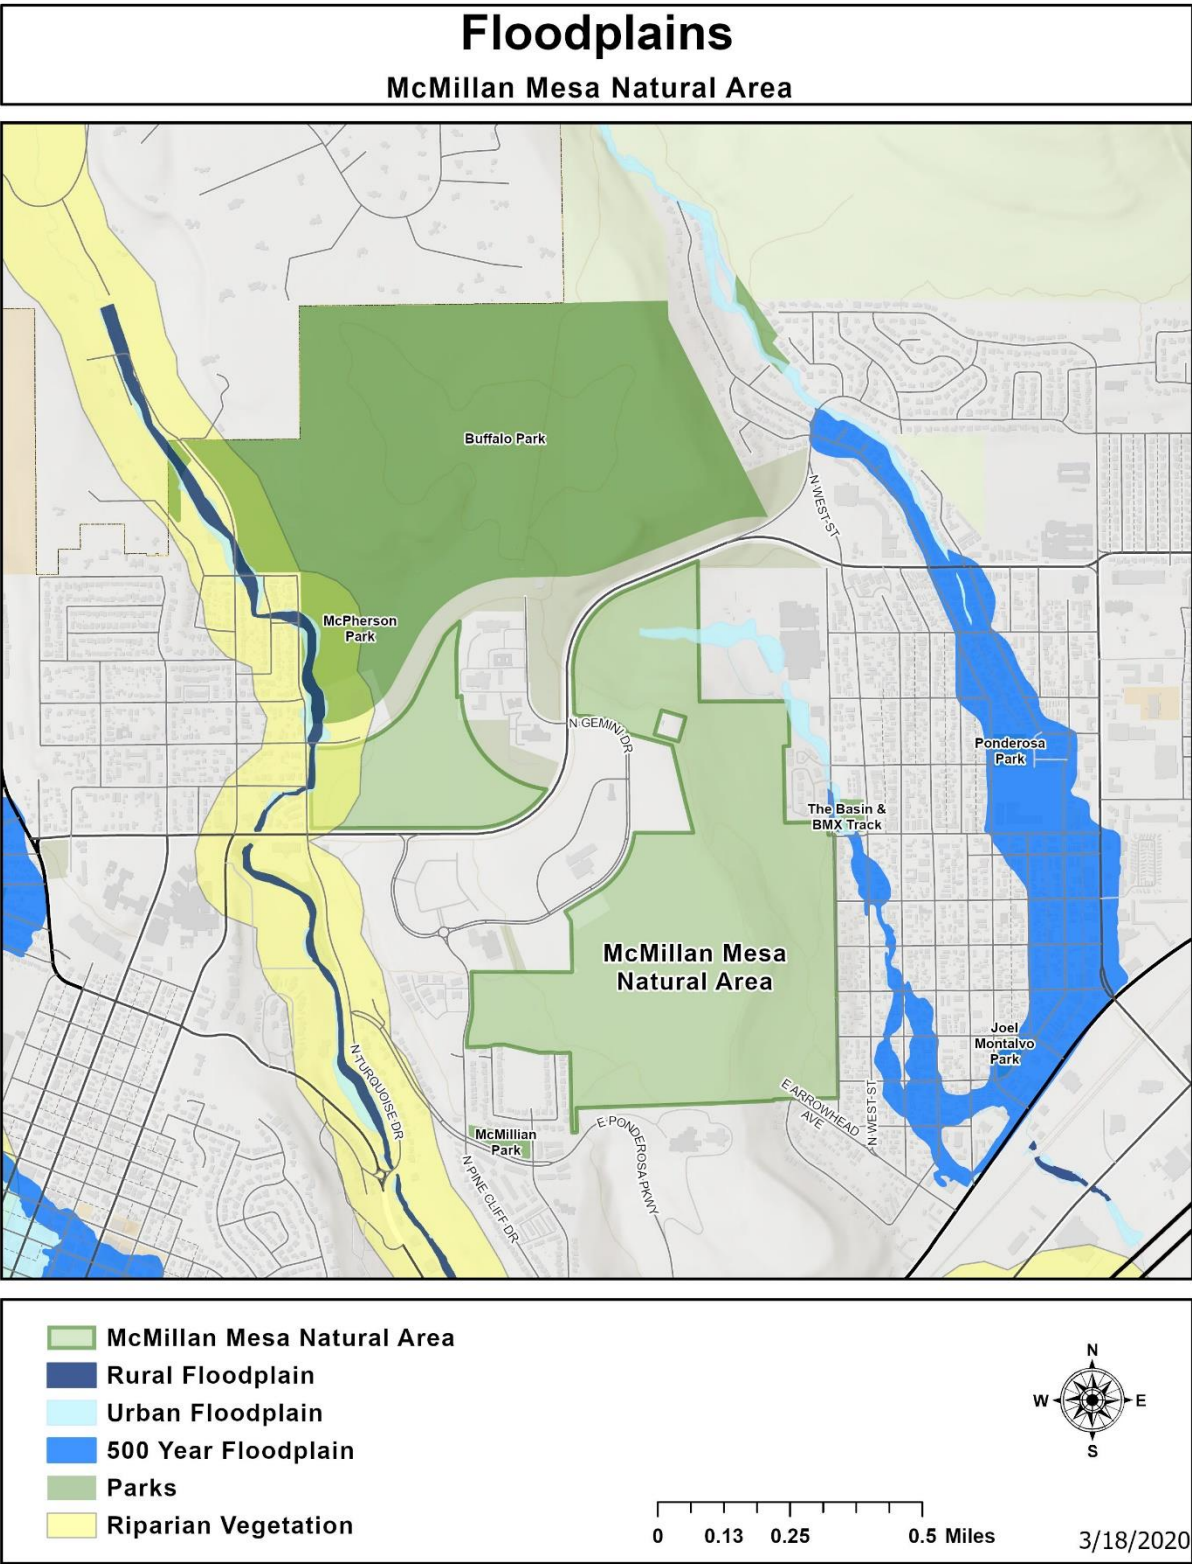 Floodplains
McMillan Mesa Natural Area
Buffalo Park
N WEST ST
McPherson
Park
N GEMINI DR
Ponderosa
Park
The Basin &
BMX Track
McMillan Mesa
Natural Area
Joel
Montalvo
Park
N TURQUOISE DR
E ARROWHEAD
AVE
N WEST ST
McMillian
Park
E PONDEROSA PKWY
N PINE CLIFF DR
McMillan Mesa Natural Area
Rural Floodplain
Urban Floodplain
500 Year Floodplain
Parks
Riparian Vegetation
N
W
E
S
0 0.13 0.25 0.5 Miles
3/18/2020